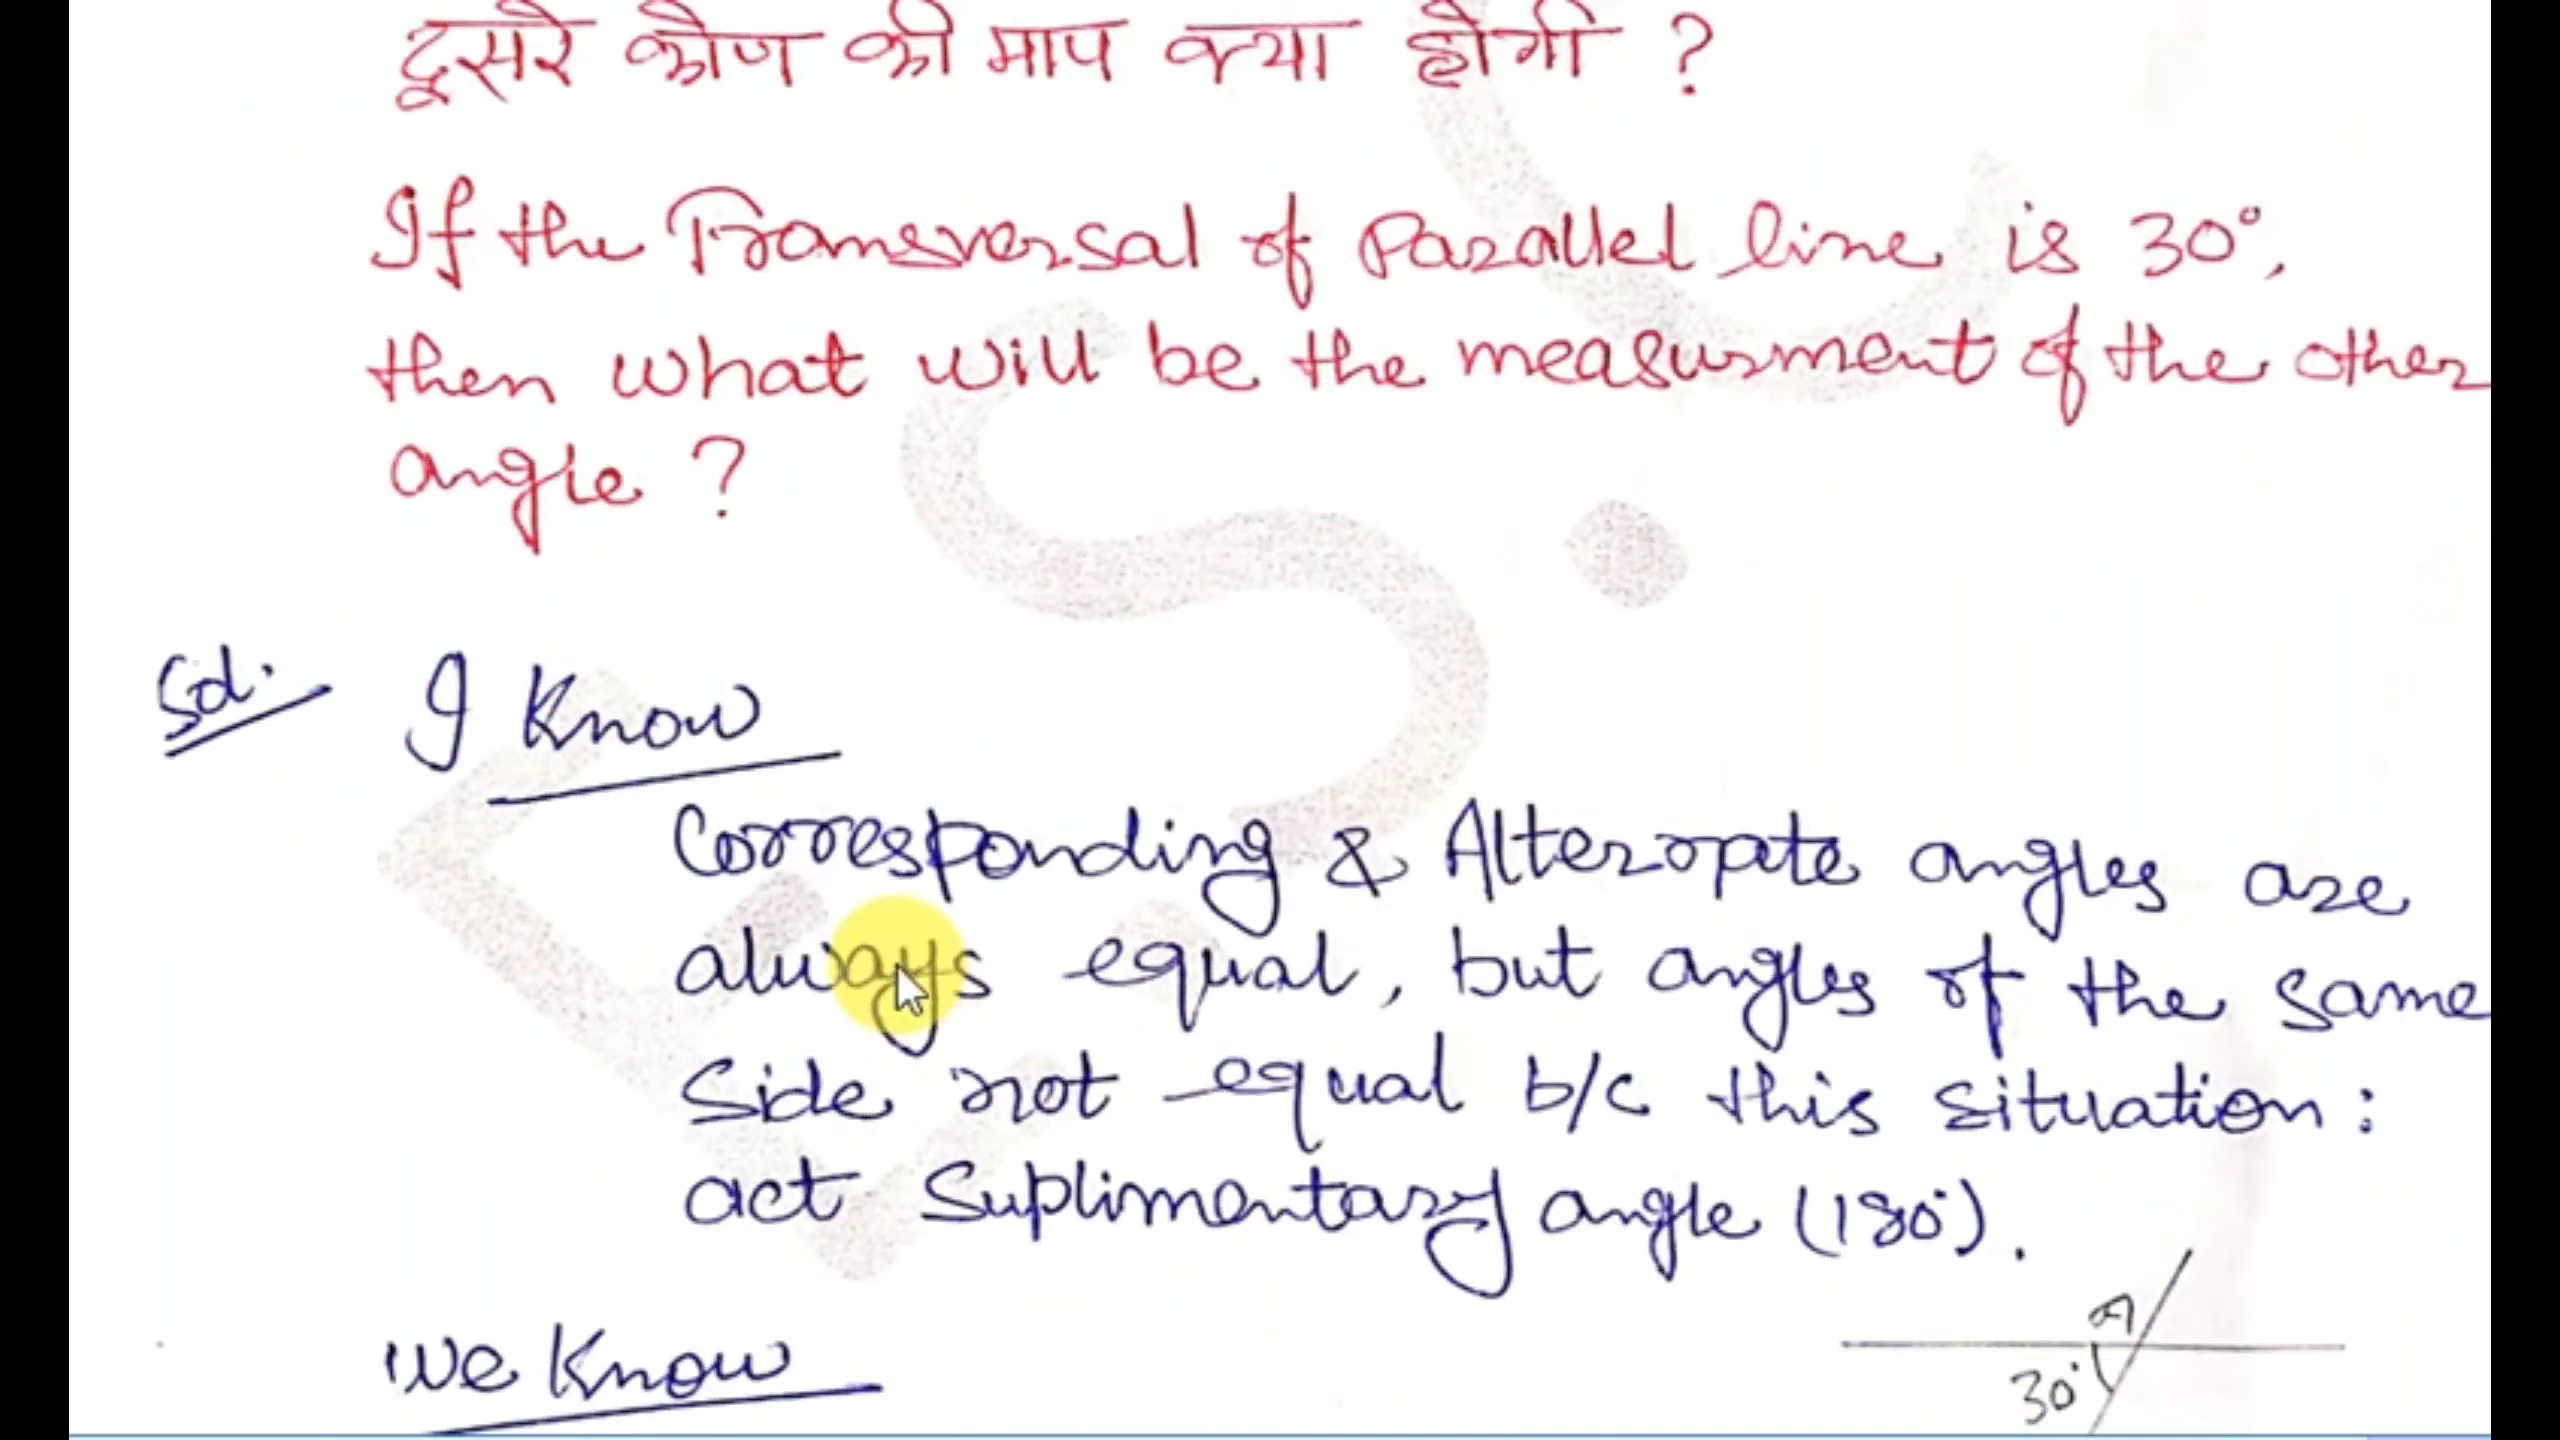 दूसरे कोण की माप क्या होगी ?
If the Transversal of Parallel line is 30°,
then what will be the measurment of the other
angle ?
Sol. I Know
Corresponding & Alternate angles are
always equal, but angles of the same
Side not equal b/c this situation :
act Suplimentary angle (180°).
We Know
30°